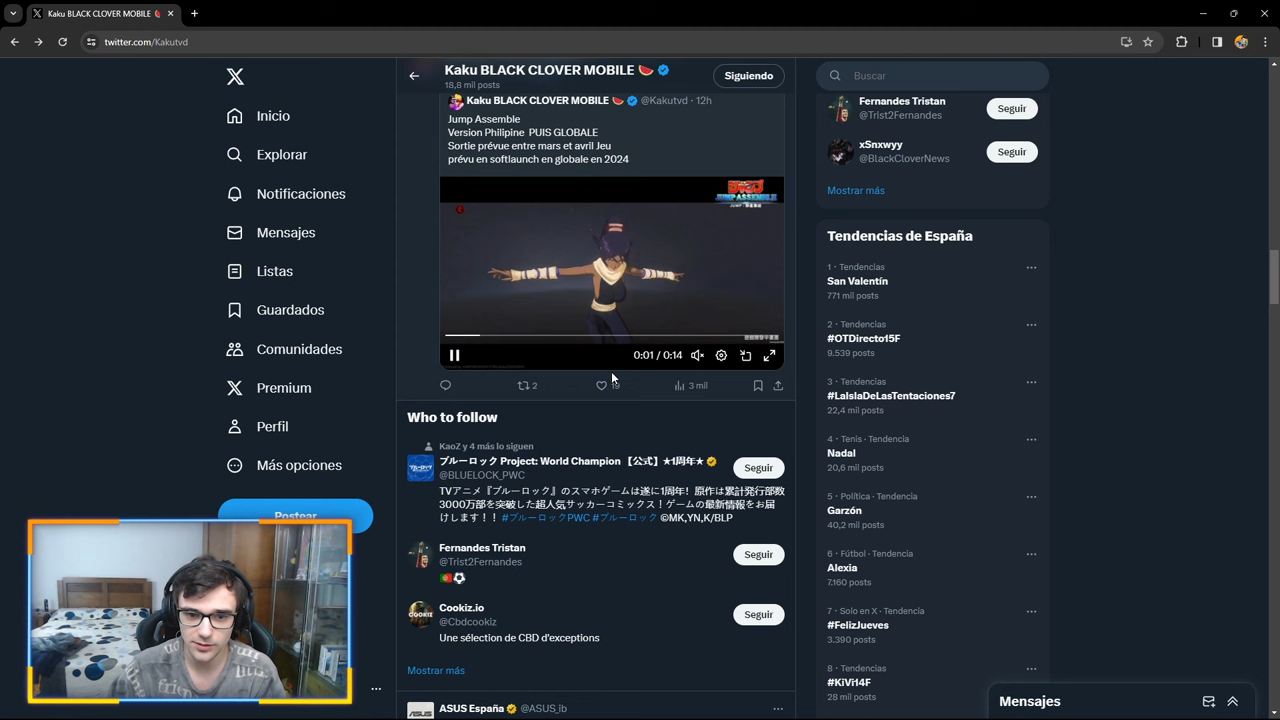 Kaku BLACK CLOVER MOBILE 🍉
twitter.com/Kakutvd
Inicio
Explorar
Notificaciones
Mensajes
Listas
Guardados
Comunidades
Premium
Perfil
Más opciones
Postear
Kaku BLACK CLOVER MOBILE 🍉
18,8 mil posts
Siguiendo
Kaku BLACK CLOVER MOBILE 🍉 @Kakutvd · 12h
Jump Assemble
Version Philipine PUIS GLOBALE
Sortie prévue entre mars et avril Jeu
prévu en softlaunch en globale en 2024
JUMP ASSEMBLE
0:01 / 0:14
2
19
3 mil
Who to follow
KaoZ y 4 más lo siguen
ブルーロック Project: World Champion 【公式】★1周年★
@BLUELOCK_PWC
Seguir
TVアニメ『ブルーロック』のスマホゲームは遂に1周年！原作は累計発行部数
3000万部を突破した超人気サッカーコミックス！ゲームの最新情報をお届
けします！！ #ブルーロックPWC #ブルーロック ©MK,YN,K/BLP
Fernandes Tristan
@Trist2Fernandes
Seguir
Cookiz.io
@Cbdcookiz
Seguir
Une sélection de CBD d'exceptions
Mostrar más
ASUS España @ASUS_ib
Buscar
Fernandes Tristan
@Trist2Fernandes
Seguir
xSnxwyy
@BlackCloverNews
Seguir
Mostrar más
Tendencias de España
1 · Tendencias
San Valentín
771 mil posts
2 · Tendencias
#OTDirecto15F
9.539 posts
3 · Tendencias
#LaIslaDeLasTentaciones7
22,4 mil posts
4 · Tenis · Tendencia
Nadal
20,6 mil posts
5 · Política · Tendencia
Garzón
40,2 mil posts
6 · Fútbol · Tendencia
Alexia
7.160 posts
7 · Solo en X · Tendencia
#FelizJueves
3.390 posts
8 · Tendencias
#KiVi14F
28 mil posts
Mensajes